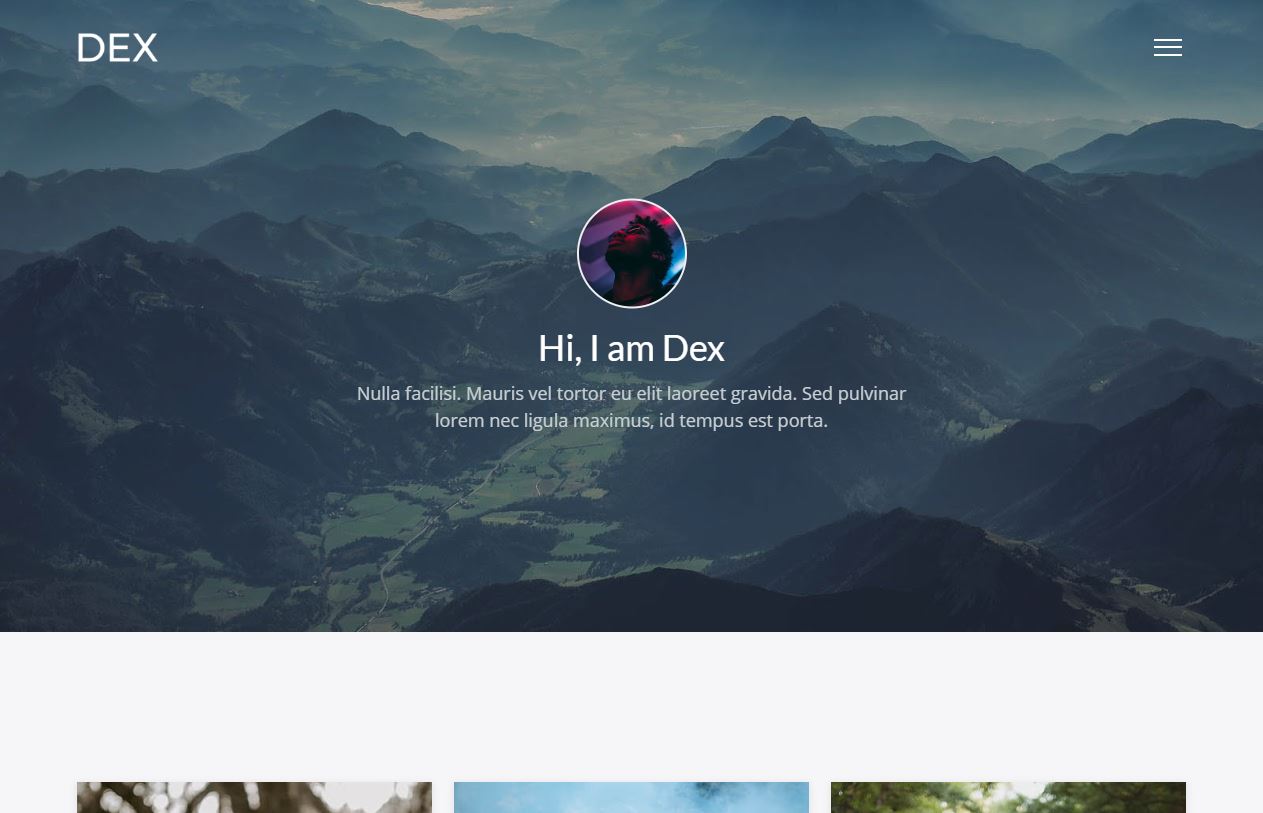 DEX
Hi, I am Dex
Nulla facilisi. Mauris vel tortor eu elit laoreet gravida. Sed pulvinar
lorem nec ligula maximus, id tempus est porta.